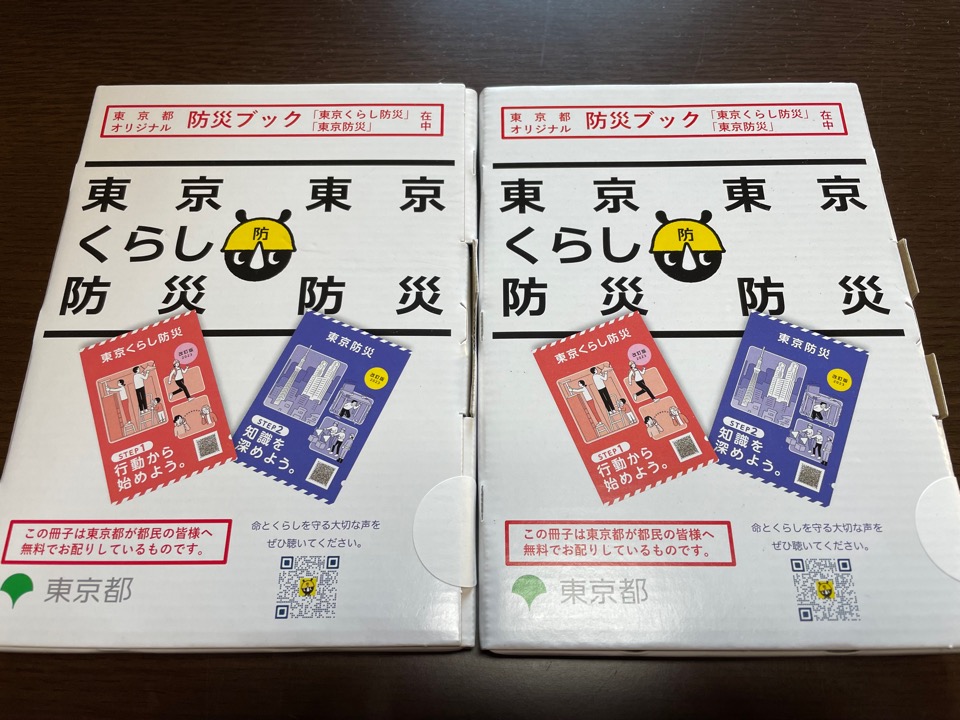 東京都
オリジナル
防災ブック
「東京くらし防災」
「東京防災」
在中
東京 東京
くらし
防
防災 防災
東京くらし防災
改訂版
2023
STEP1
行動から
始めよう。
東京防災
改訂版
2023
STEP2
知識を
深めよう。
この冊子は東京都が都民の皆様へ
無料でお配りしているものです。
命とくらしを守る大切な声を
ぜひ聴いてください。
東京都
東京都
オリジナル
防災ブック
「東京くらし防災」
「東京防災」
在中
東京 東京
くらし
防
防災 防災
東京くらし防災
改訂版
2023
STEP1
行動から
始めよう。
東京防災
改訂版
2023
STEP2
知識を
深めよう。
この冊子は東京都が都民の皆様へ
無料でお配りしているものです。
命とくらしを守る大切な声を
ぜひ聴いてください。
東京都